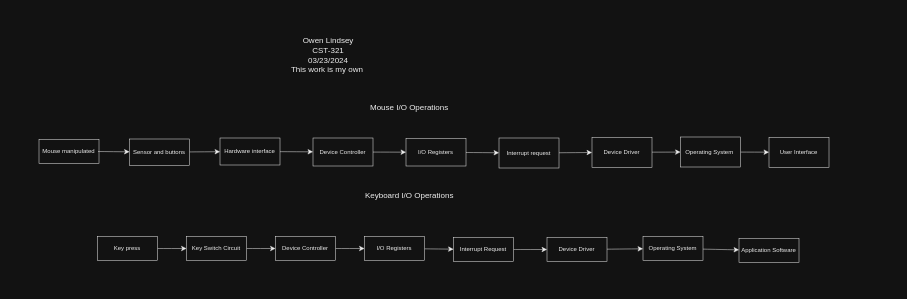 Owen Lindsey
CST-321
03/23/2024
This work is my own
Mouse I/O Operations
Mouse manipulated
Sensor and buttons
Hardware interface
Device Controller
I/O Registers
Interrupt request
Device Driver
Operating System
User Interface
Keyboard I/O Operations
Key press
Key Switch Circuit
Device Controller
I/O Registers
Interrupt Request
Device Driver
Operating System
Application Software